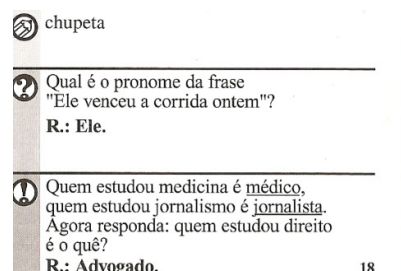 chupeta
Qual é o pronome da frase
"Ele venceu a corrida ontem"?
R.: Ele.
Quem estudou medicina é médico,
quem estudou jornalismo é jornalista.
Agora responda: quem estudou direito
é o quê?
R.: Advogado.
18